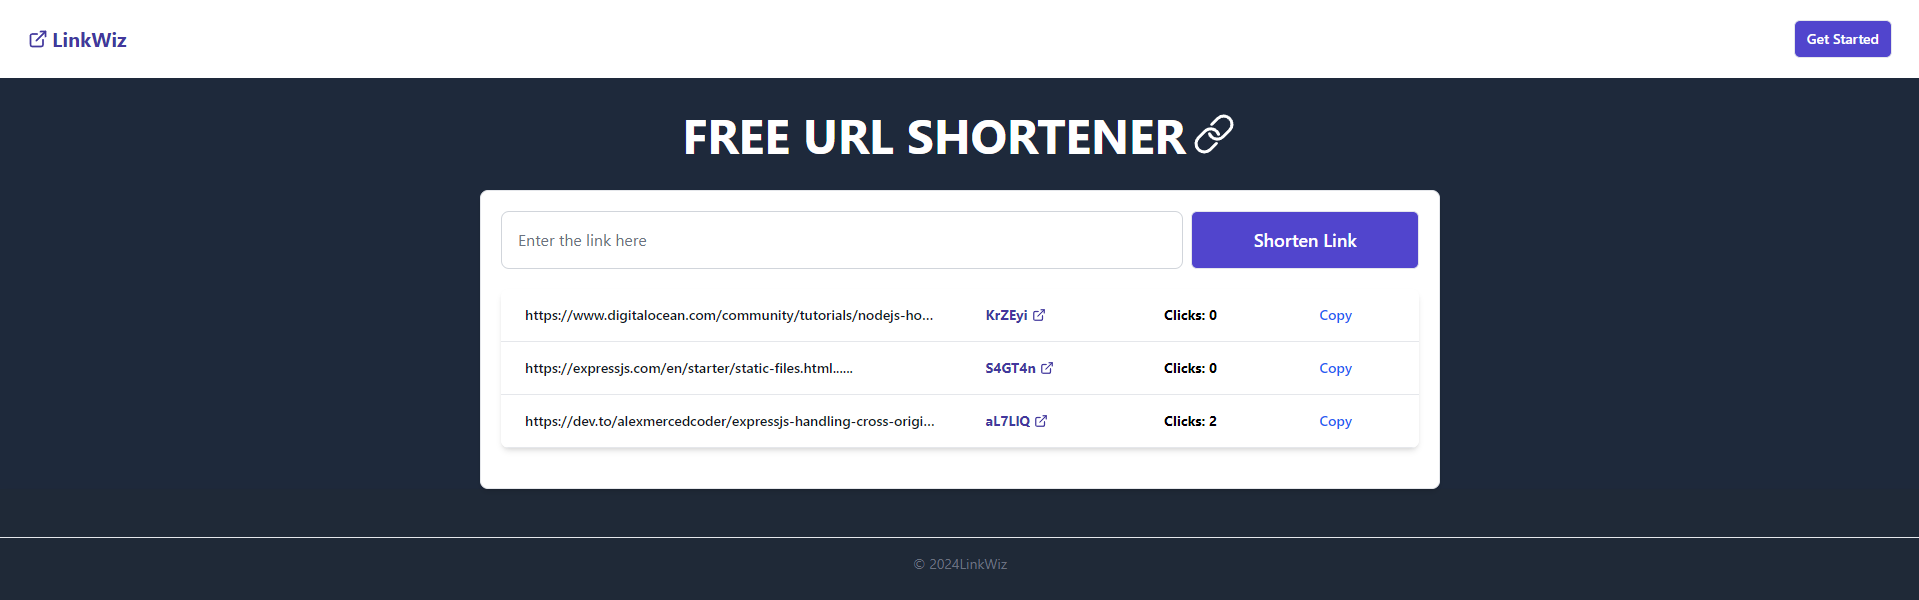 LinkWiz
Get Started
FREE URL SHORTENER
Enter the link here
Shorten Link
https://www.digitalocean.com/community/tutorials/nodejs-ho... KrZEyi Clicks: 0 Copy
https://expressjs.com/en/starter/static-files.html...... S4GT4n Clicks: 0 Copy
https://dev.to/alexmercedcoder/expressjs-handling-cross-origi... aL7LlQ Clicks: 2 Copy
© 2024LinkWiz